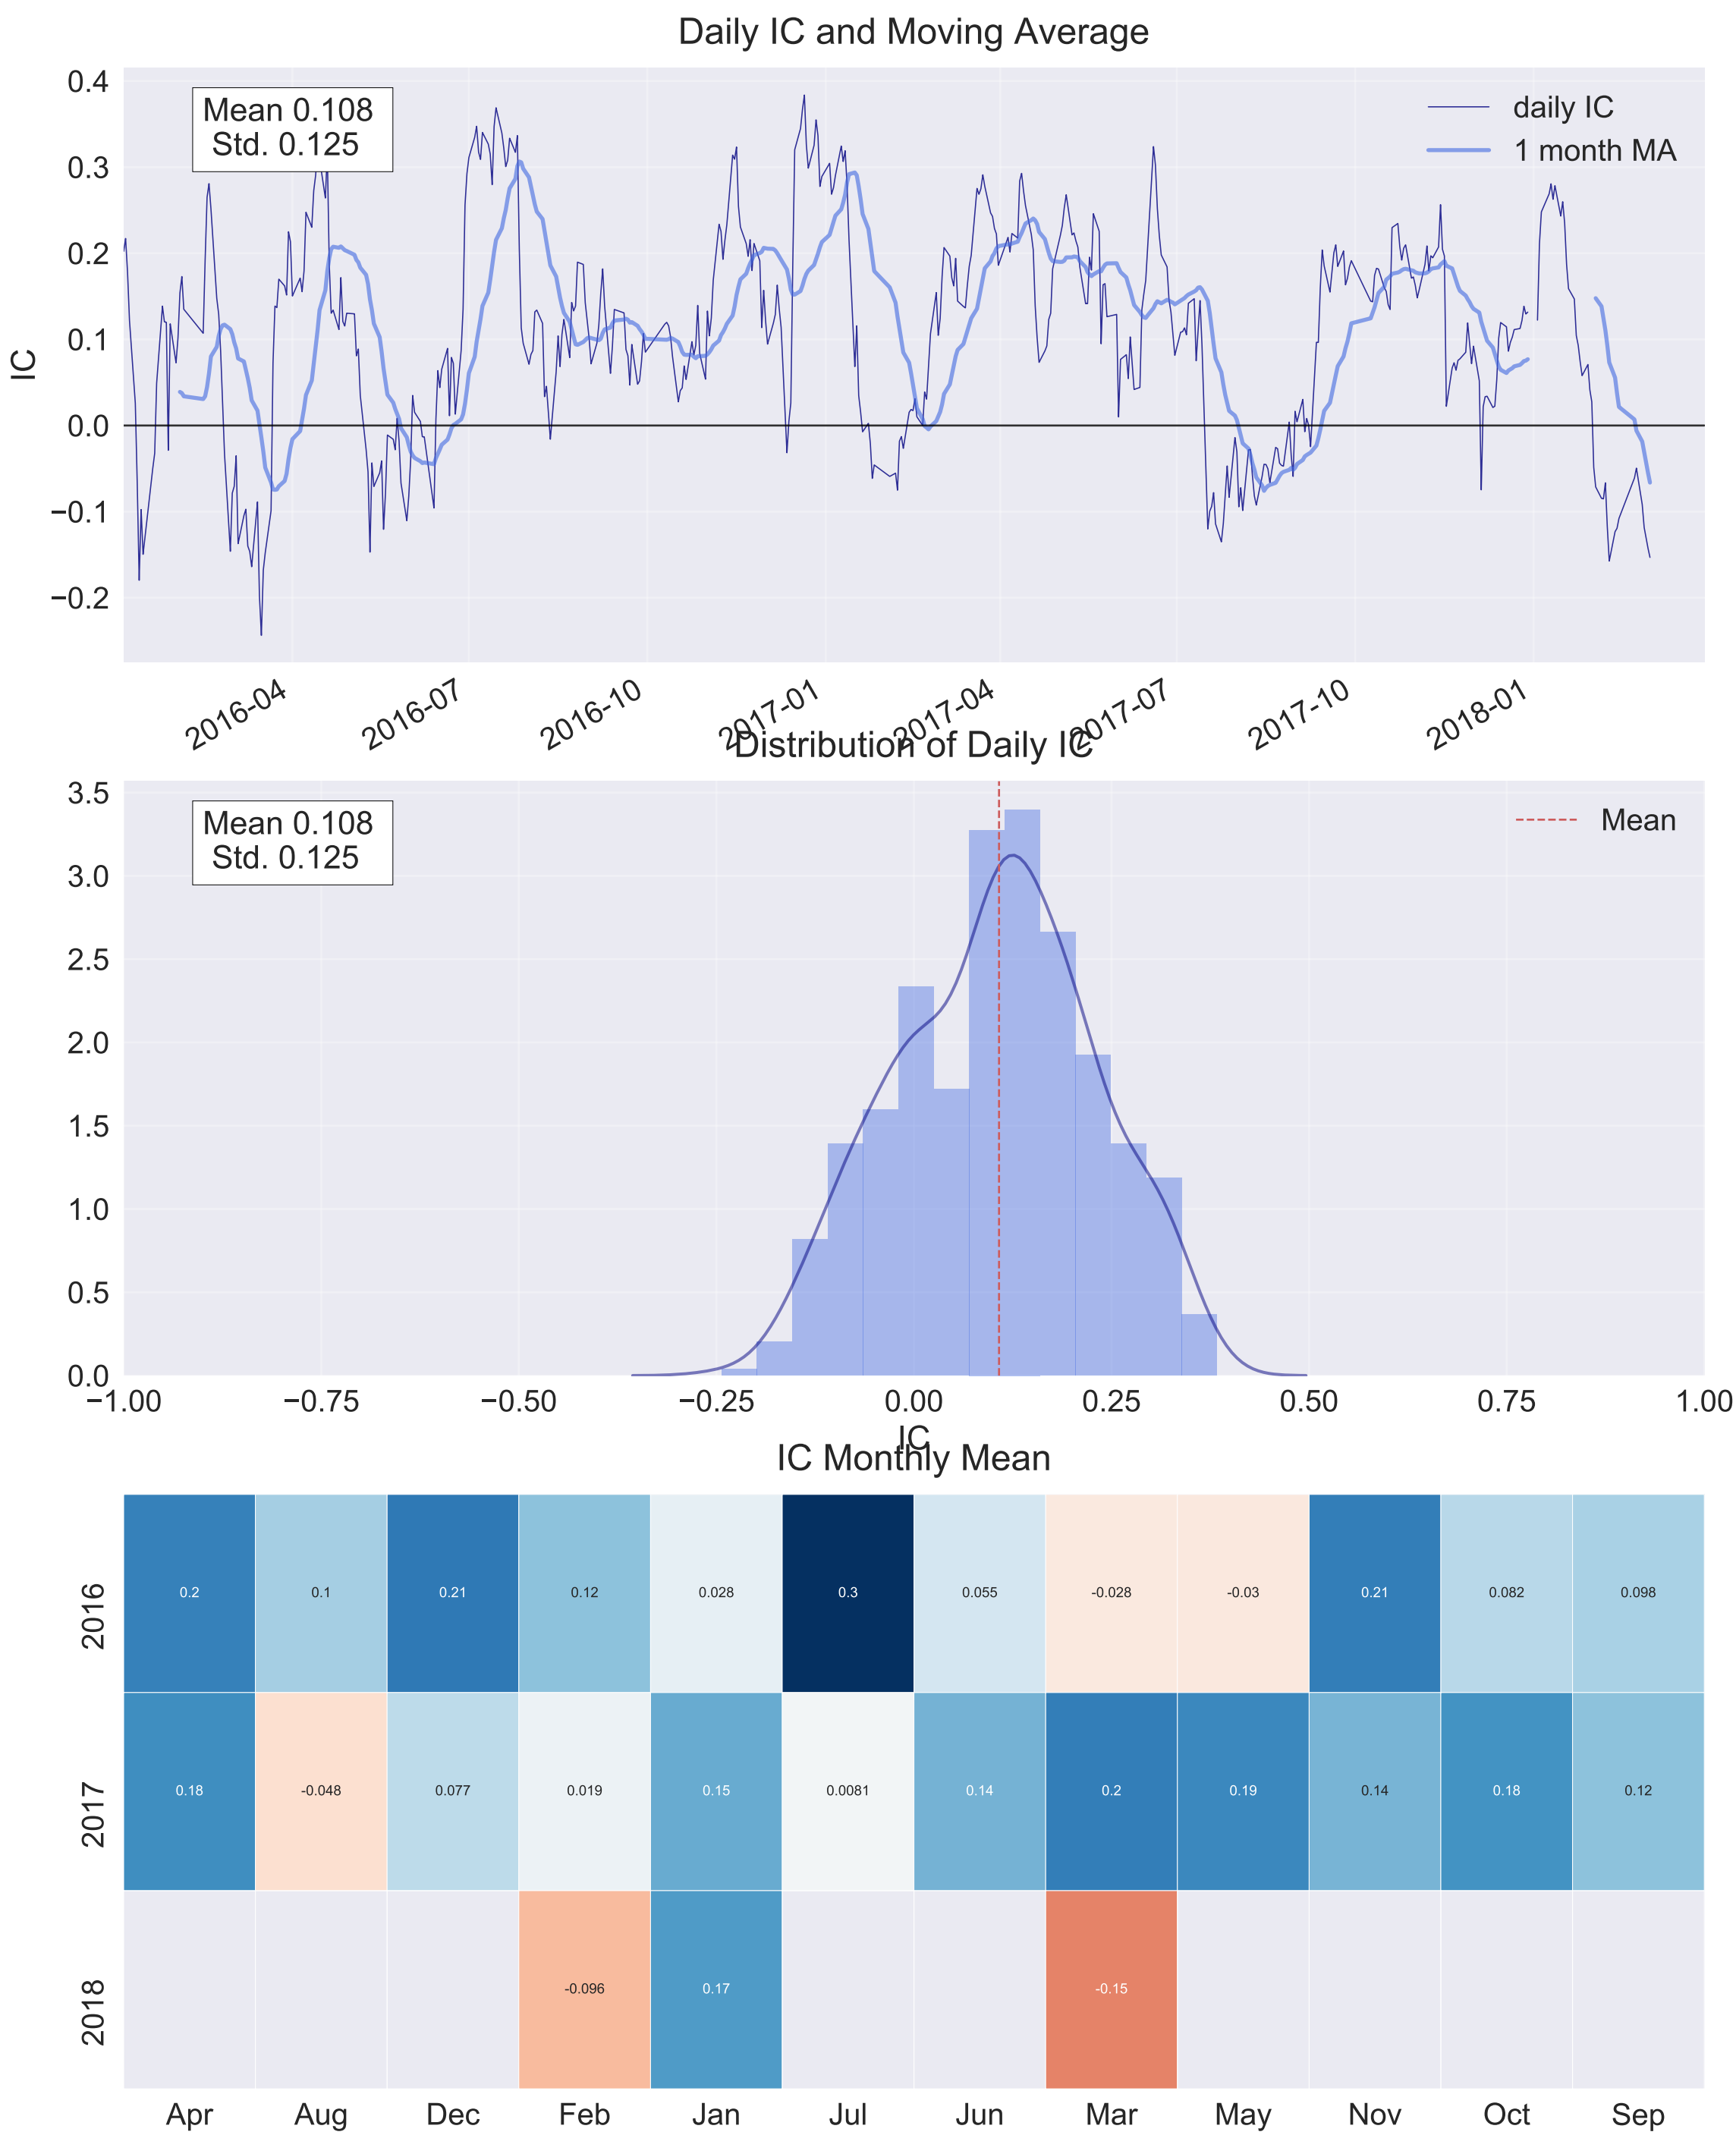 Daily IC and Moving Average
0.4
0.3
0.2
0.1
0.0
−0.1
−0.2
IC
Mean 0.108
Std. 0.125
daily IC
1 month MA
2016-04
2016-07
2016-10
2017-01
2017-04
2017-07
2017-10
2018-01
Distribution of Daily IC
3.5
3.0
2.5
2.0
1.5
1.0
0.5
0.0
Mean 0.108
Std. 0.125
Mean
−1.00 −0.75 −0.50 −0.25 0.00 0.25 0.50 0.75 1.00
IC
IC Monthly Mean
2016
0.2 0.1 0.21 0.12 0.028 0.3 0.055 -0.028 -0.03 0.21 0.082 0.098
2017
0.18 -0.048 0.077 0.019 0.15 0.0081 0.14 0.2 0.19 0.14 0.18 0.12
2018
-0.096 0.17 -0.15
Apr Aug Dec Feb Jan Jul Jun Mar May Nov Oct Sep